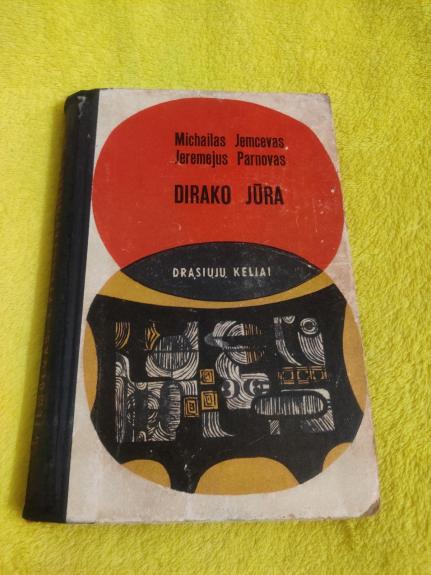 Michailas Jemcevas
Jeremejus Parnovas
DIRAKO JŪRA
DRĄSIŲJŲ KELIAI